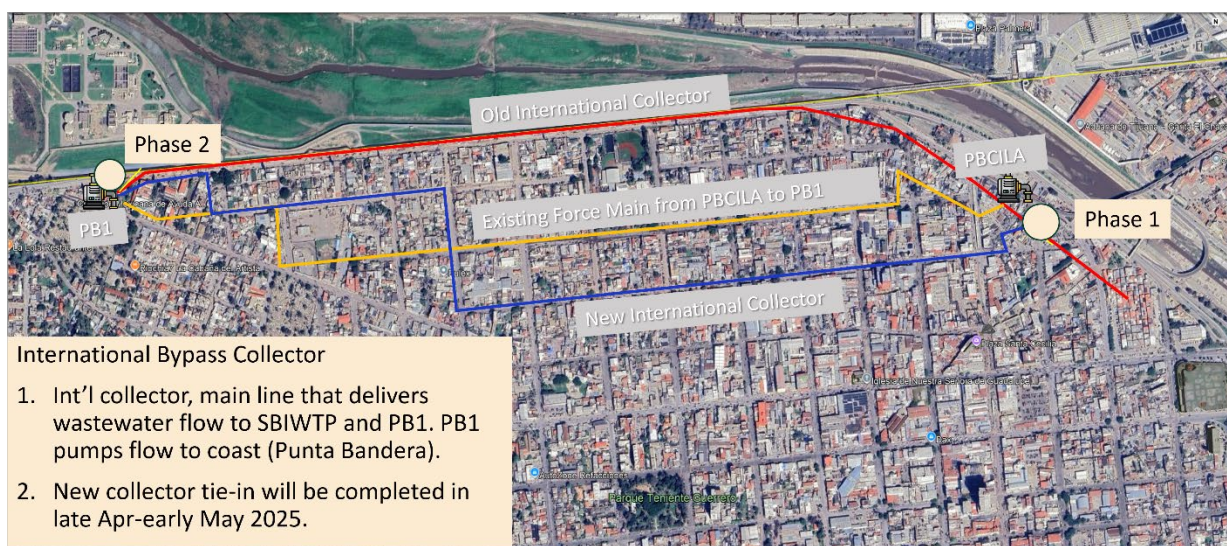 Plaza Palmera
Old International Collector
Phase 2
PBCILA
PB1
Existing Force Main from PBCILA to PB1
Phase 1
New International Collector
Parque Teniente Guerrero
International Bypass Collector
1. Int’l collector, main line that delivers
wastewater flow to SBIWTP and PB1. PB1
pumps flow to coast (Punta Bandera).
2. New collector tie-in will be completed in
late Apr-early May 2025.